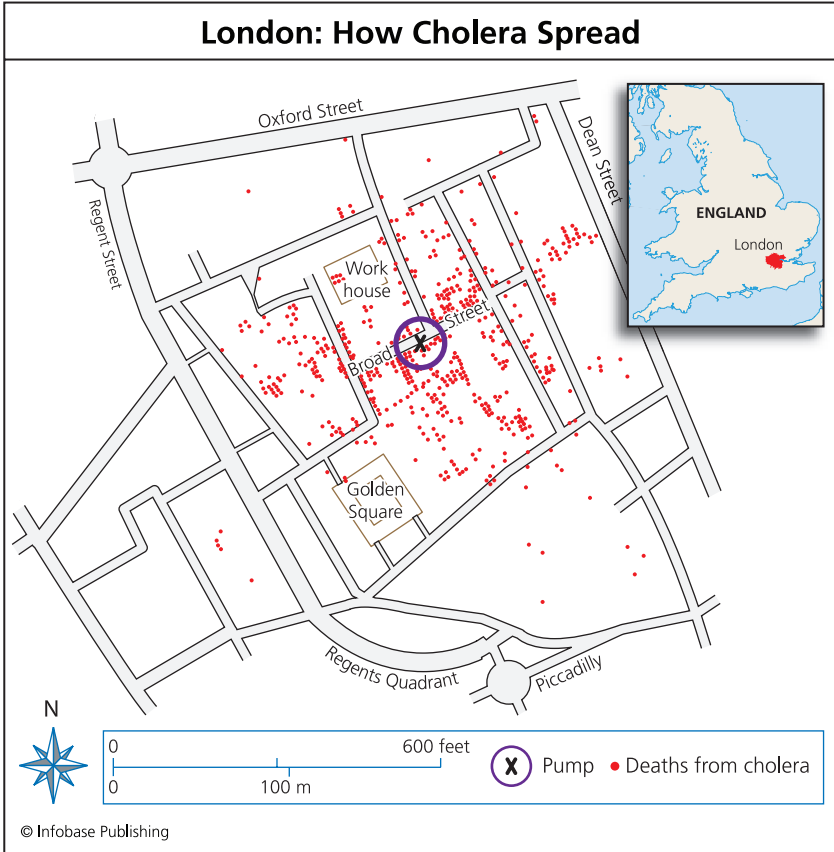 London: How Cholera Spread
Oxford Street
Dean Street
Regent Street
ENGLAND
London
Work
house
Broad Street
X
Golden
Square
Regents Quadrant
Piccadilly
N
0 600 feet
0 100 m
X Pump Deaths from cholera
© Infobase Publishing